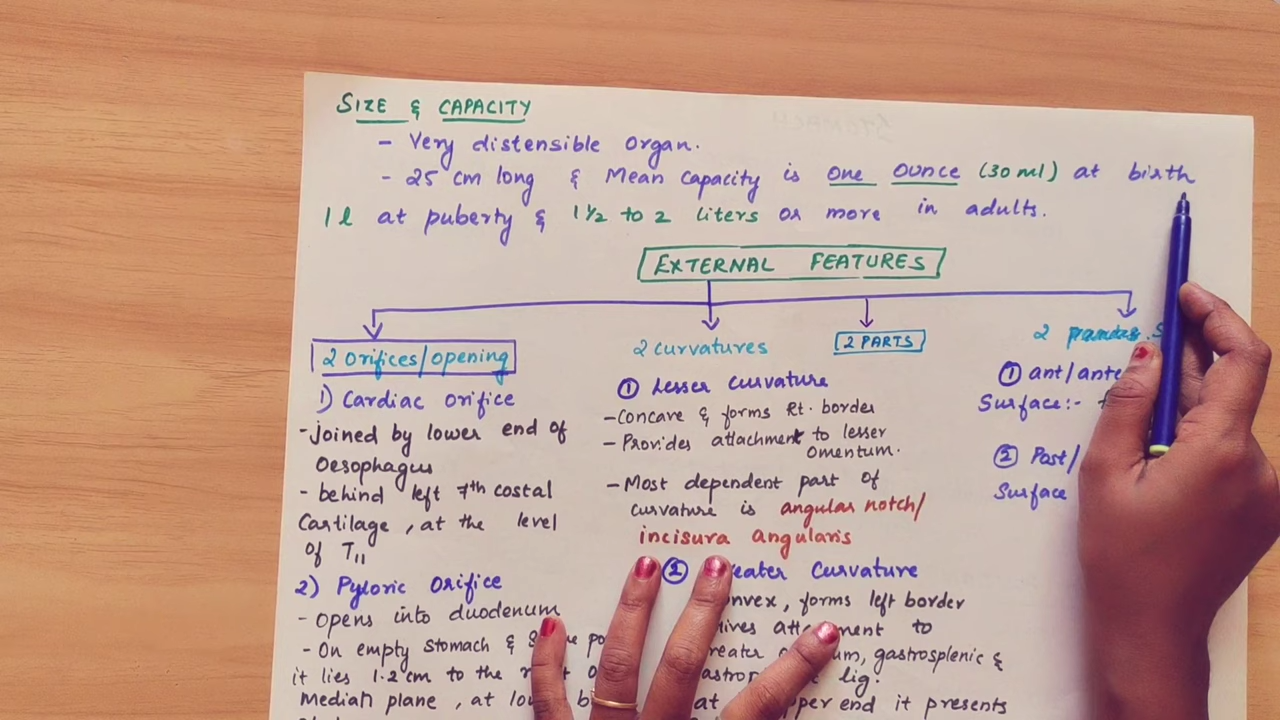 SIZE & CAPACITY
- Very distensible organ.
- 25 cm long & Mean capacity is one ounce (30 ml) at birth
1 l at puberty & 1 1/2 to 2 liters or more in adults.
EXTERNAL FEATURES
2 Orifices/opening
1) Cardiac orifice
- Joined by lower end of
Oesophagus
- behind left 7th costal
Cartilage, at the level
of T11
2) Pyloric Orifice
- Opens into duodenum
- On empty stomach &
it lies 1.2 cm to the
Median plane, at
2 curvatures
① Lesser Curvature
- Concave & forms Rt. border
- Provides attachment to lesser
omentum.
- Most dependent part of
curvature is angular notch/
incisura angularis
② Curvature
forms left border
to
gastrosplenic &
lig.
end it presents
2 PARTS
2
① ant/
Surface:-
②
Surface